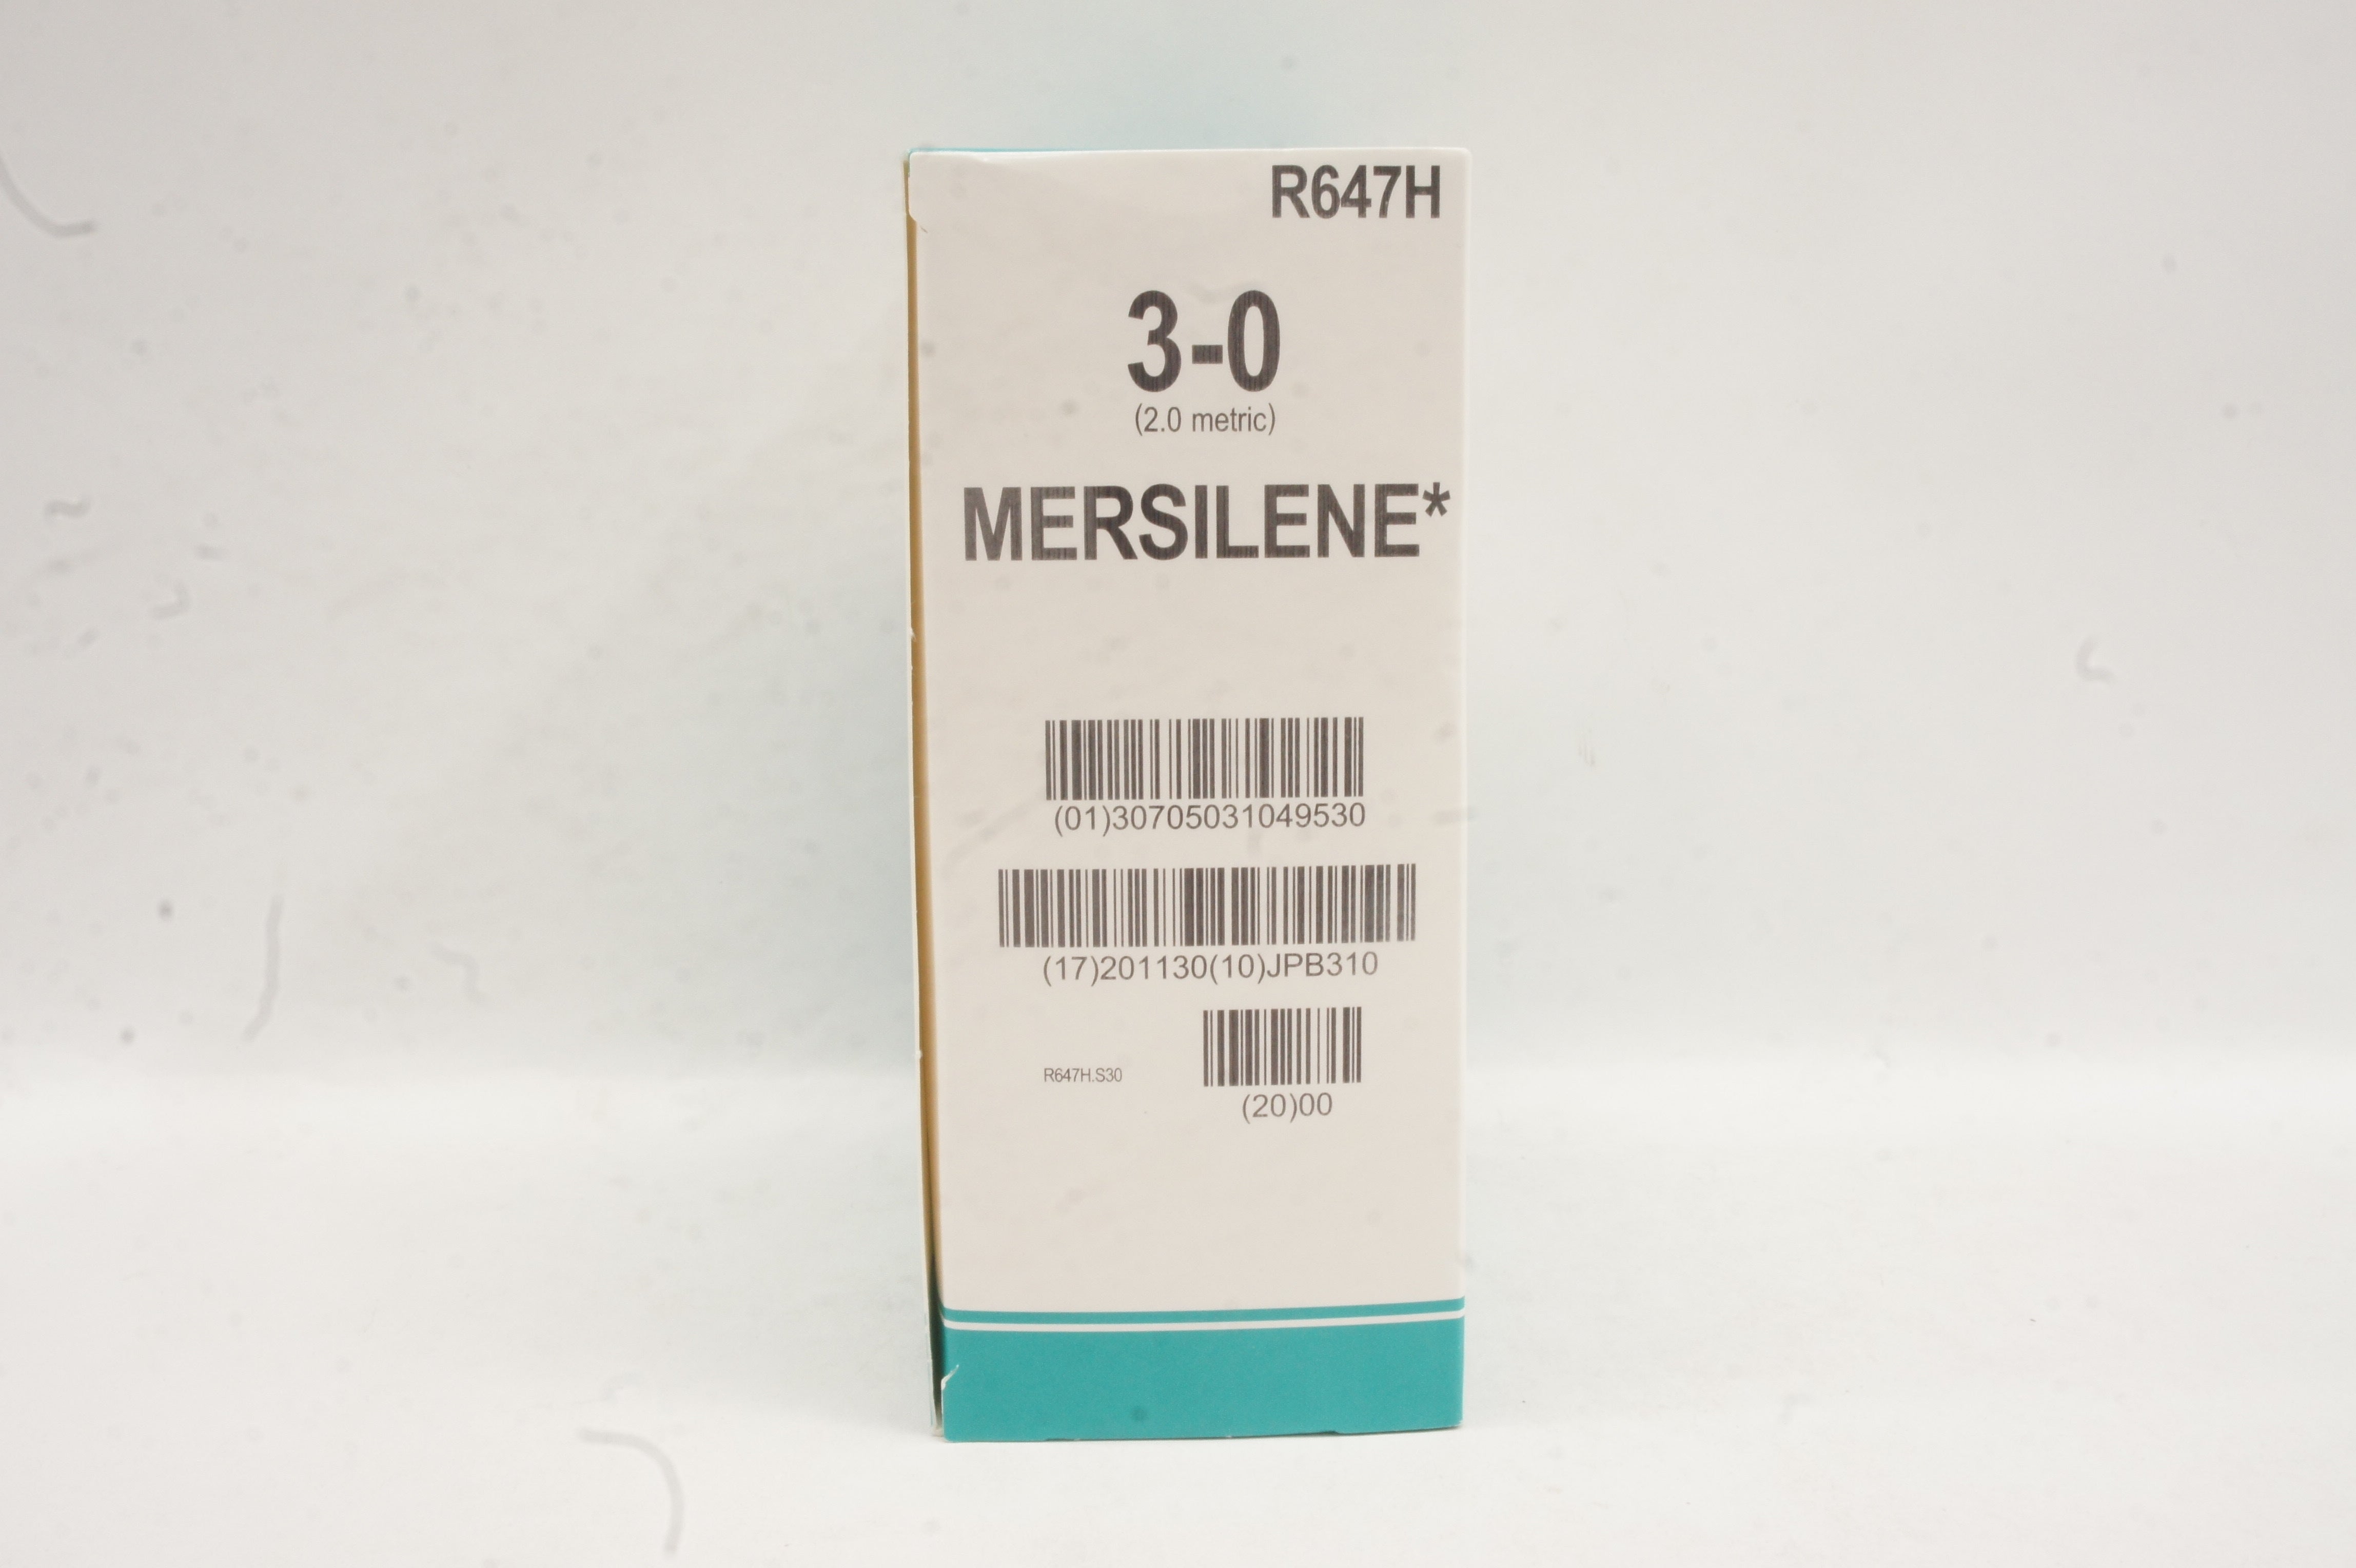 R647H
3-0
(2.0 metric)
MERSILENE*
(01)30705031049530
(17)201130(10)JPB310
R647H.S30
(20)00